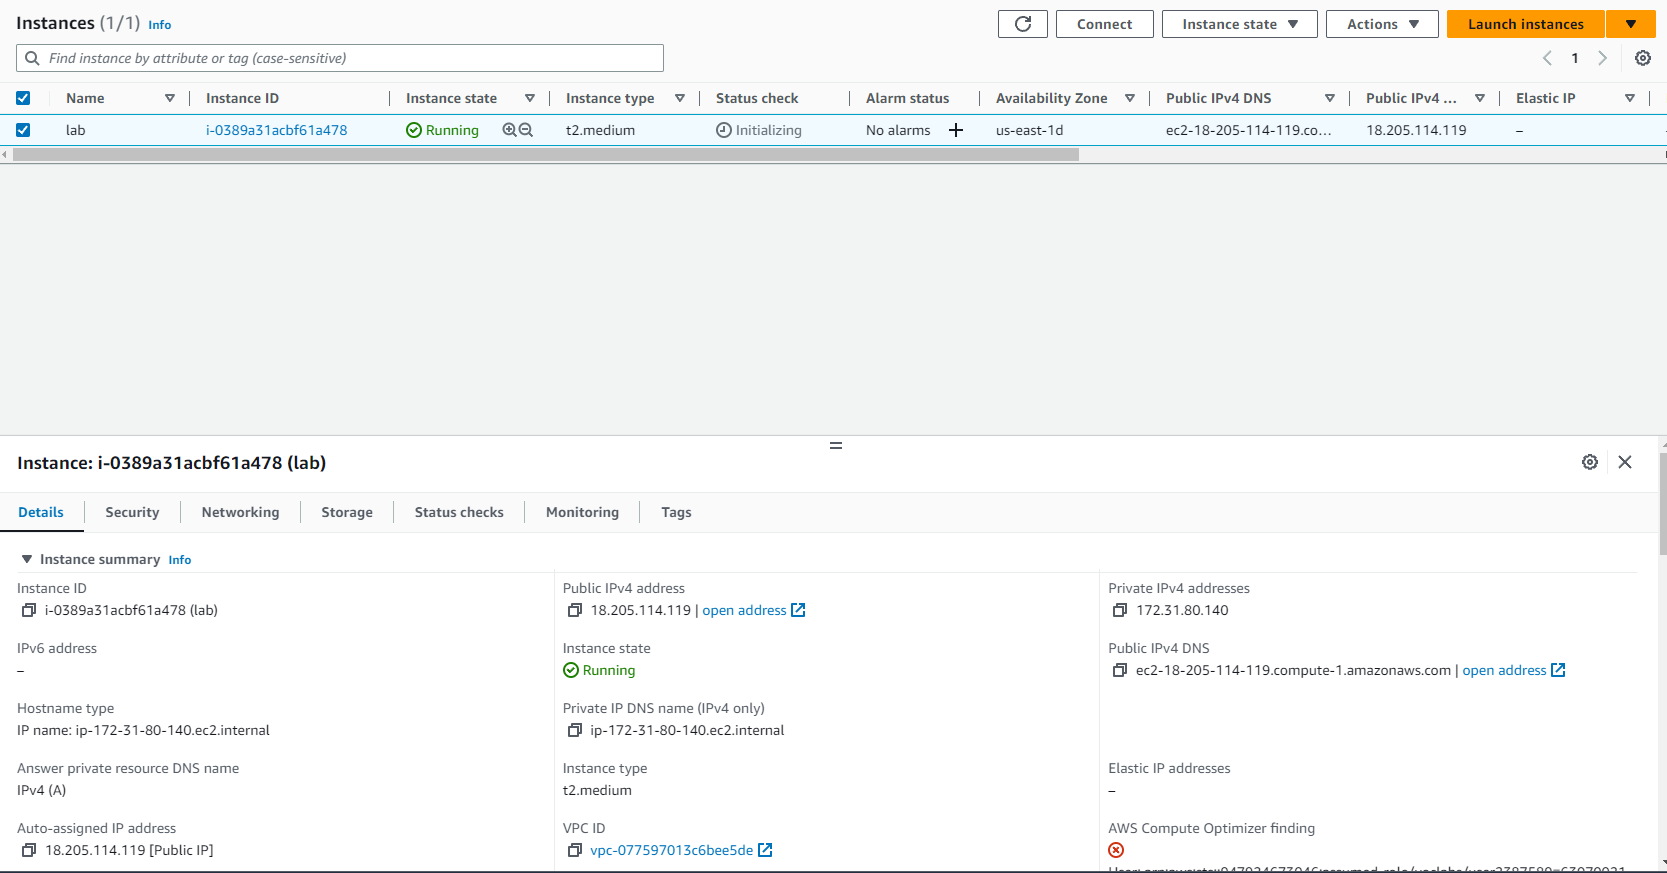 Instances (1/1) Info
Connect
Instance state
Actions
Launch instances
Find instance by attribute or tag (case-sensitive)
1
Name Instance ID Instance state Instance type Status check Alarm status Availability Zone Public IPv4 DNS Public IPv4 ... Elastic IP
lab i-0389a31acbf61a478 Running t2.medium Initializing No alarms + us-east-1d ec2-18-205-114-119.co... 18.205.114.119 –
Instance: i-0389a31acbf61a478 (lab)
Details Security Networking Storage Status checks Monitoring Tags
Instance summary Info
Instance ID
i-0389a31acbf61a478 (lab)
Public IPv4 address
18.205.114.119 | open address
Private IPv4 addresses
172.31.80.140
IPv6 address
–
Instance state
Running
Public IPv4 DNS
ec2-18-205-114-119.compute-1.amazonaws.com | open address
Hostname type
IP name: ip-172-31-80-140.ec2.internal
Private IP DNS name (IPv4 only)
ip-172-31-80-140.ec2.internal
Answer private resource DNS name
IPv4 (A)
Instance type
t2.medium
Elastic IP addresses
–
Auto-assigned IP address
18.205.114.119 [Public IP]
VPC ID
vpc-077597013c6bee5de
AWS Compute Optimizer finding